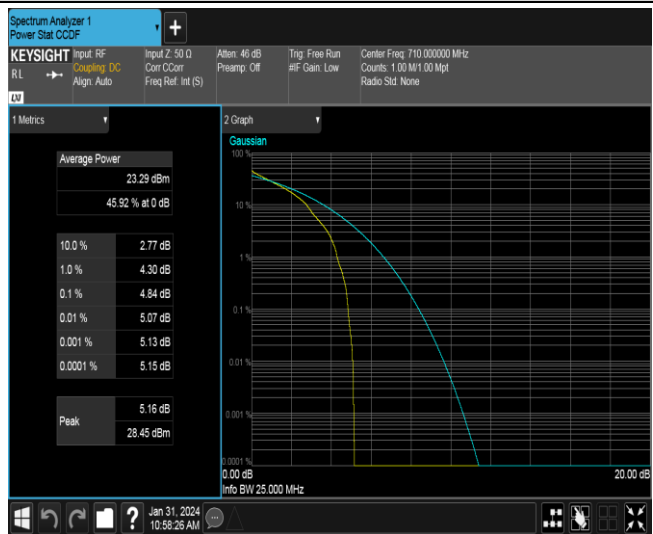 Spectrum Analyzer 1
Power Stat CCDF
+
KEYSIGHT
RL
LXI
Input: RF
Coupling: DC
Align: Auto
Input Z: 50 Ω
Corr CCorr
Freq Ref: Int (S)
Atten: 46 dB
Preamp: Off
Trig: Free Run
#IF Gain: Low
Center Freq: 710.000000 MHz
Counts: 1.00 M/1.00 Mpt
Radio Std: None
1 Metrics
Average Power
23.29 dBm
45.92 % at 0 dB
10.0 % 2.77 dB
1.0 % 4.30 dB
0.1 % 4.84 dB
0.01 % 5.07 dB
0.001 % 5.13 dB
0.0001 % 5.15 dB
Peak
5.16 dB
28.45 dBm
2 Graph
Gaussian
100 %
10 %
1 %
0.1 %
0.01 %
0.001 %
0.0001 %
0.00 dB
20.00 dB
Info BW 25.000 MHz
?
Jan 31, 2024
10:58:26 AM